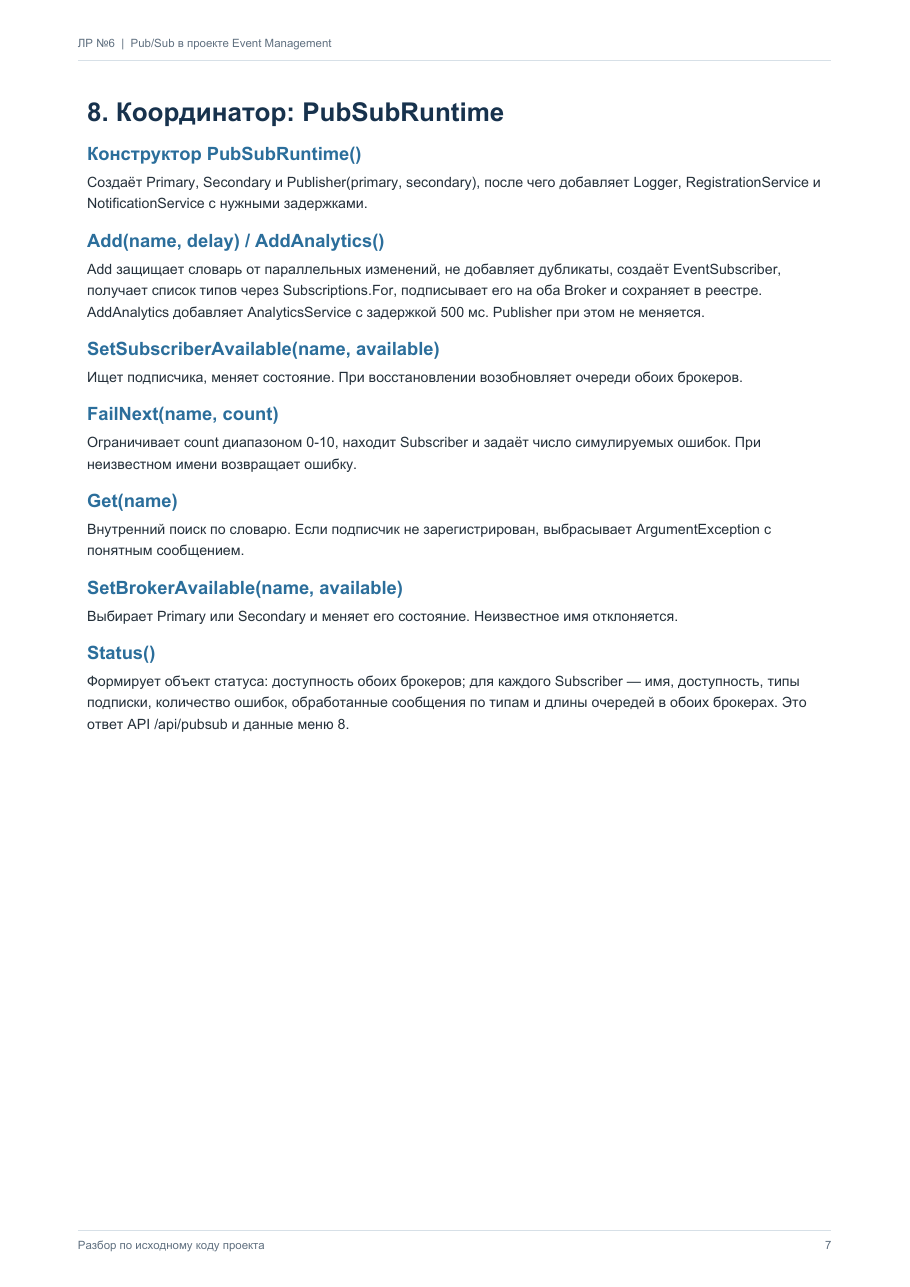 ЛР №6 | Pub/Sub в проекте Event Management
8. Координатор: PubSubRuntime
Конструктор PubSubRuntime()
Создаёт Primary, Secondary и Publisher(primary, secondary), после чего добавляет Logger, RegistrationService и
NotificationService с нужными задержками.
Add(name, delay) / AddAnalytics()
Add защищает словарь от параллельных изменений, не добавляет дубликаты, создаёт EventSubscriber,
получает список типов через Subscriptions.For, подписывает его на оба Broker и сохраняет в реестре.
AddAnalytics добавляет AnalyticsService с задержкой 500 мс. Publisher при этом не меняется.
SetSubscriberAvailable(name, available)
Ищет подписчика, меняет состояние. При восстановлении возобновляет очереди обоих брокеров.
FailNext(name, count)
Ограничивает count диапазоном 0-10, находит Subscriber и задаёт число симулируемых ошибок. При
неизвестном имени возвращает ошибку.
Get(name)
Внутренний поиск по словарю. Если подписчик не зарегистрирован, выбрасывает ArgumentException с
понятным сообщением.
SetBrokerAvailable(name, available)
Выбирает Primary или Secondary и меняет его состояние. Неизвестное имя отклоняется.
Status()
Формирует объект статуса: доступность обоих брокеров; для каждого Subscriber — имя, доступность, типы
подписки, количество ошибок, обработанные сообщения по типам и длины очередей в обоих брокерах. Это
ответ API /api/pubsub и данные меню 8.
Разбор по исходному коду проекта
7